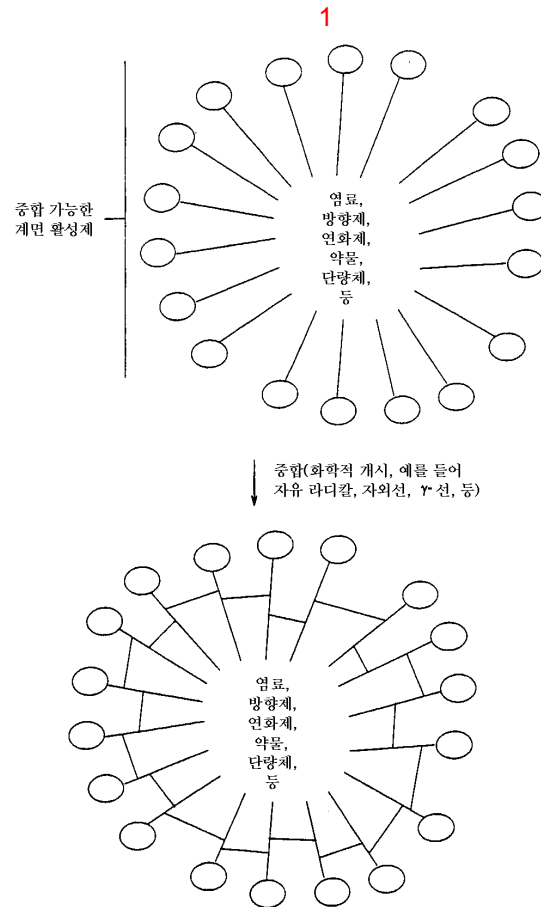 1
중합 가능한
계면 활성제
염료,
방향제,
연화제,
약물,
단량체,
등
중합(화학적 개시, 예를 들어
자유 라디칼, 자외선, γ-선, 등)
염료,
방향제,
연화제,
약물,
단량체,
등